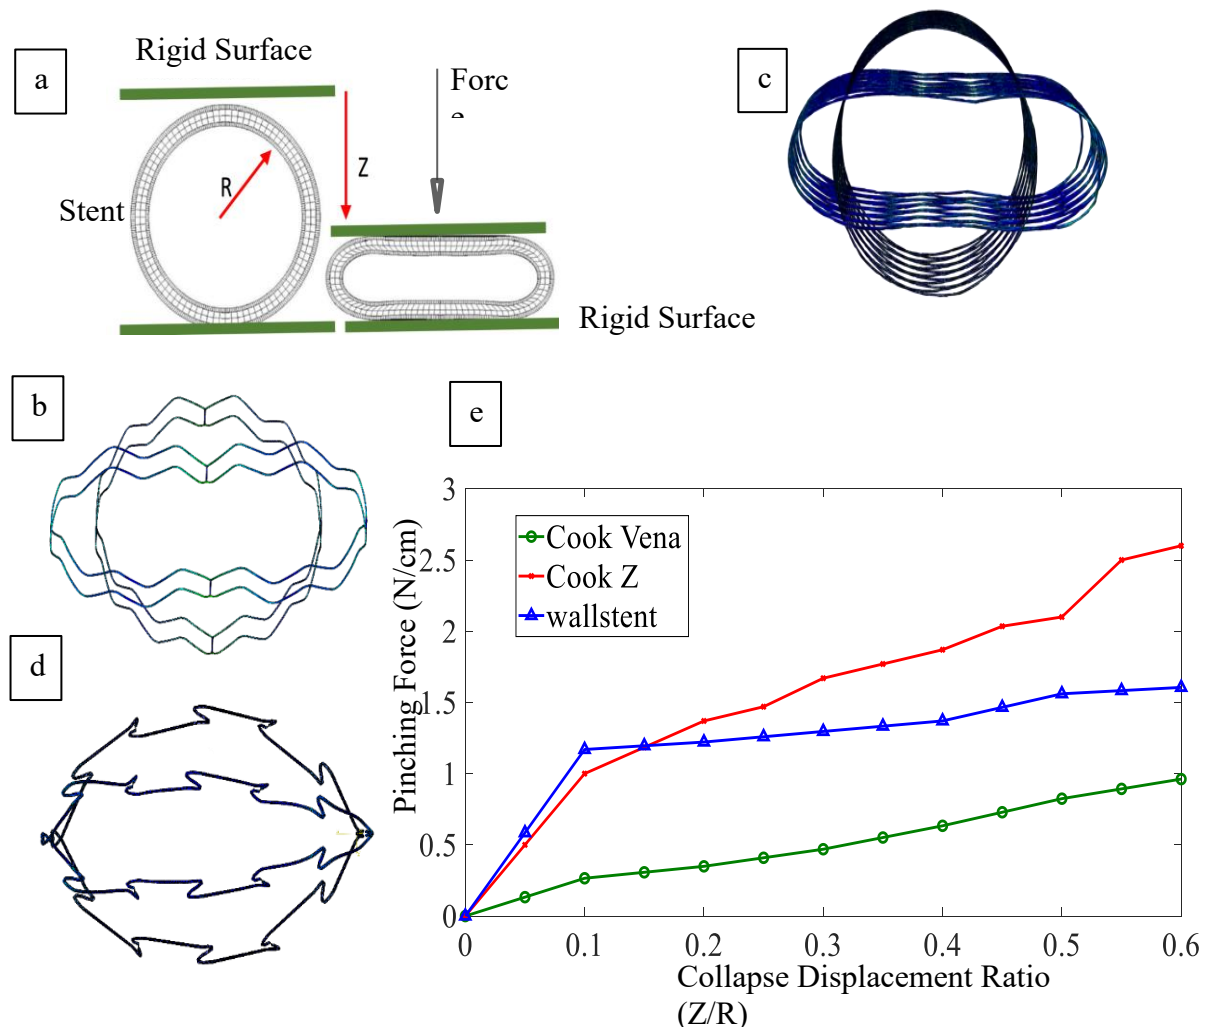 a
Rigid Surface
Forc
e
R
Z
Stent
Rigid Surface
c
b
d
e
3
2.5
2
1.5
1
0.5
0
Pinching Force (N/cm)
Cook Vena
Cook Z
wallstent
0 0.1 0.2 0.3 0.4 0.5 0.6
Collapse Displacement Ratio
(Z/R)